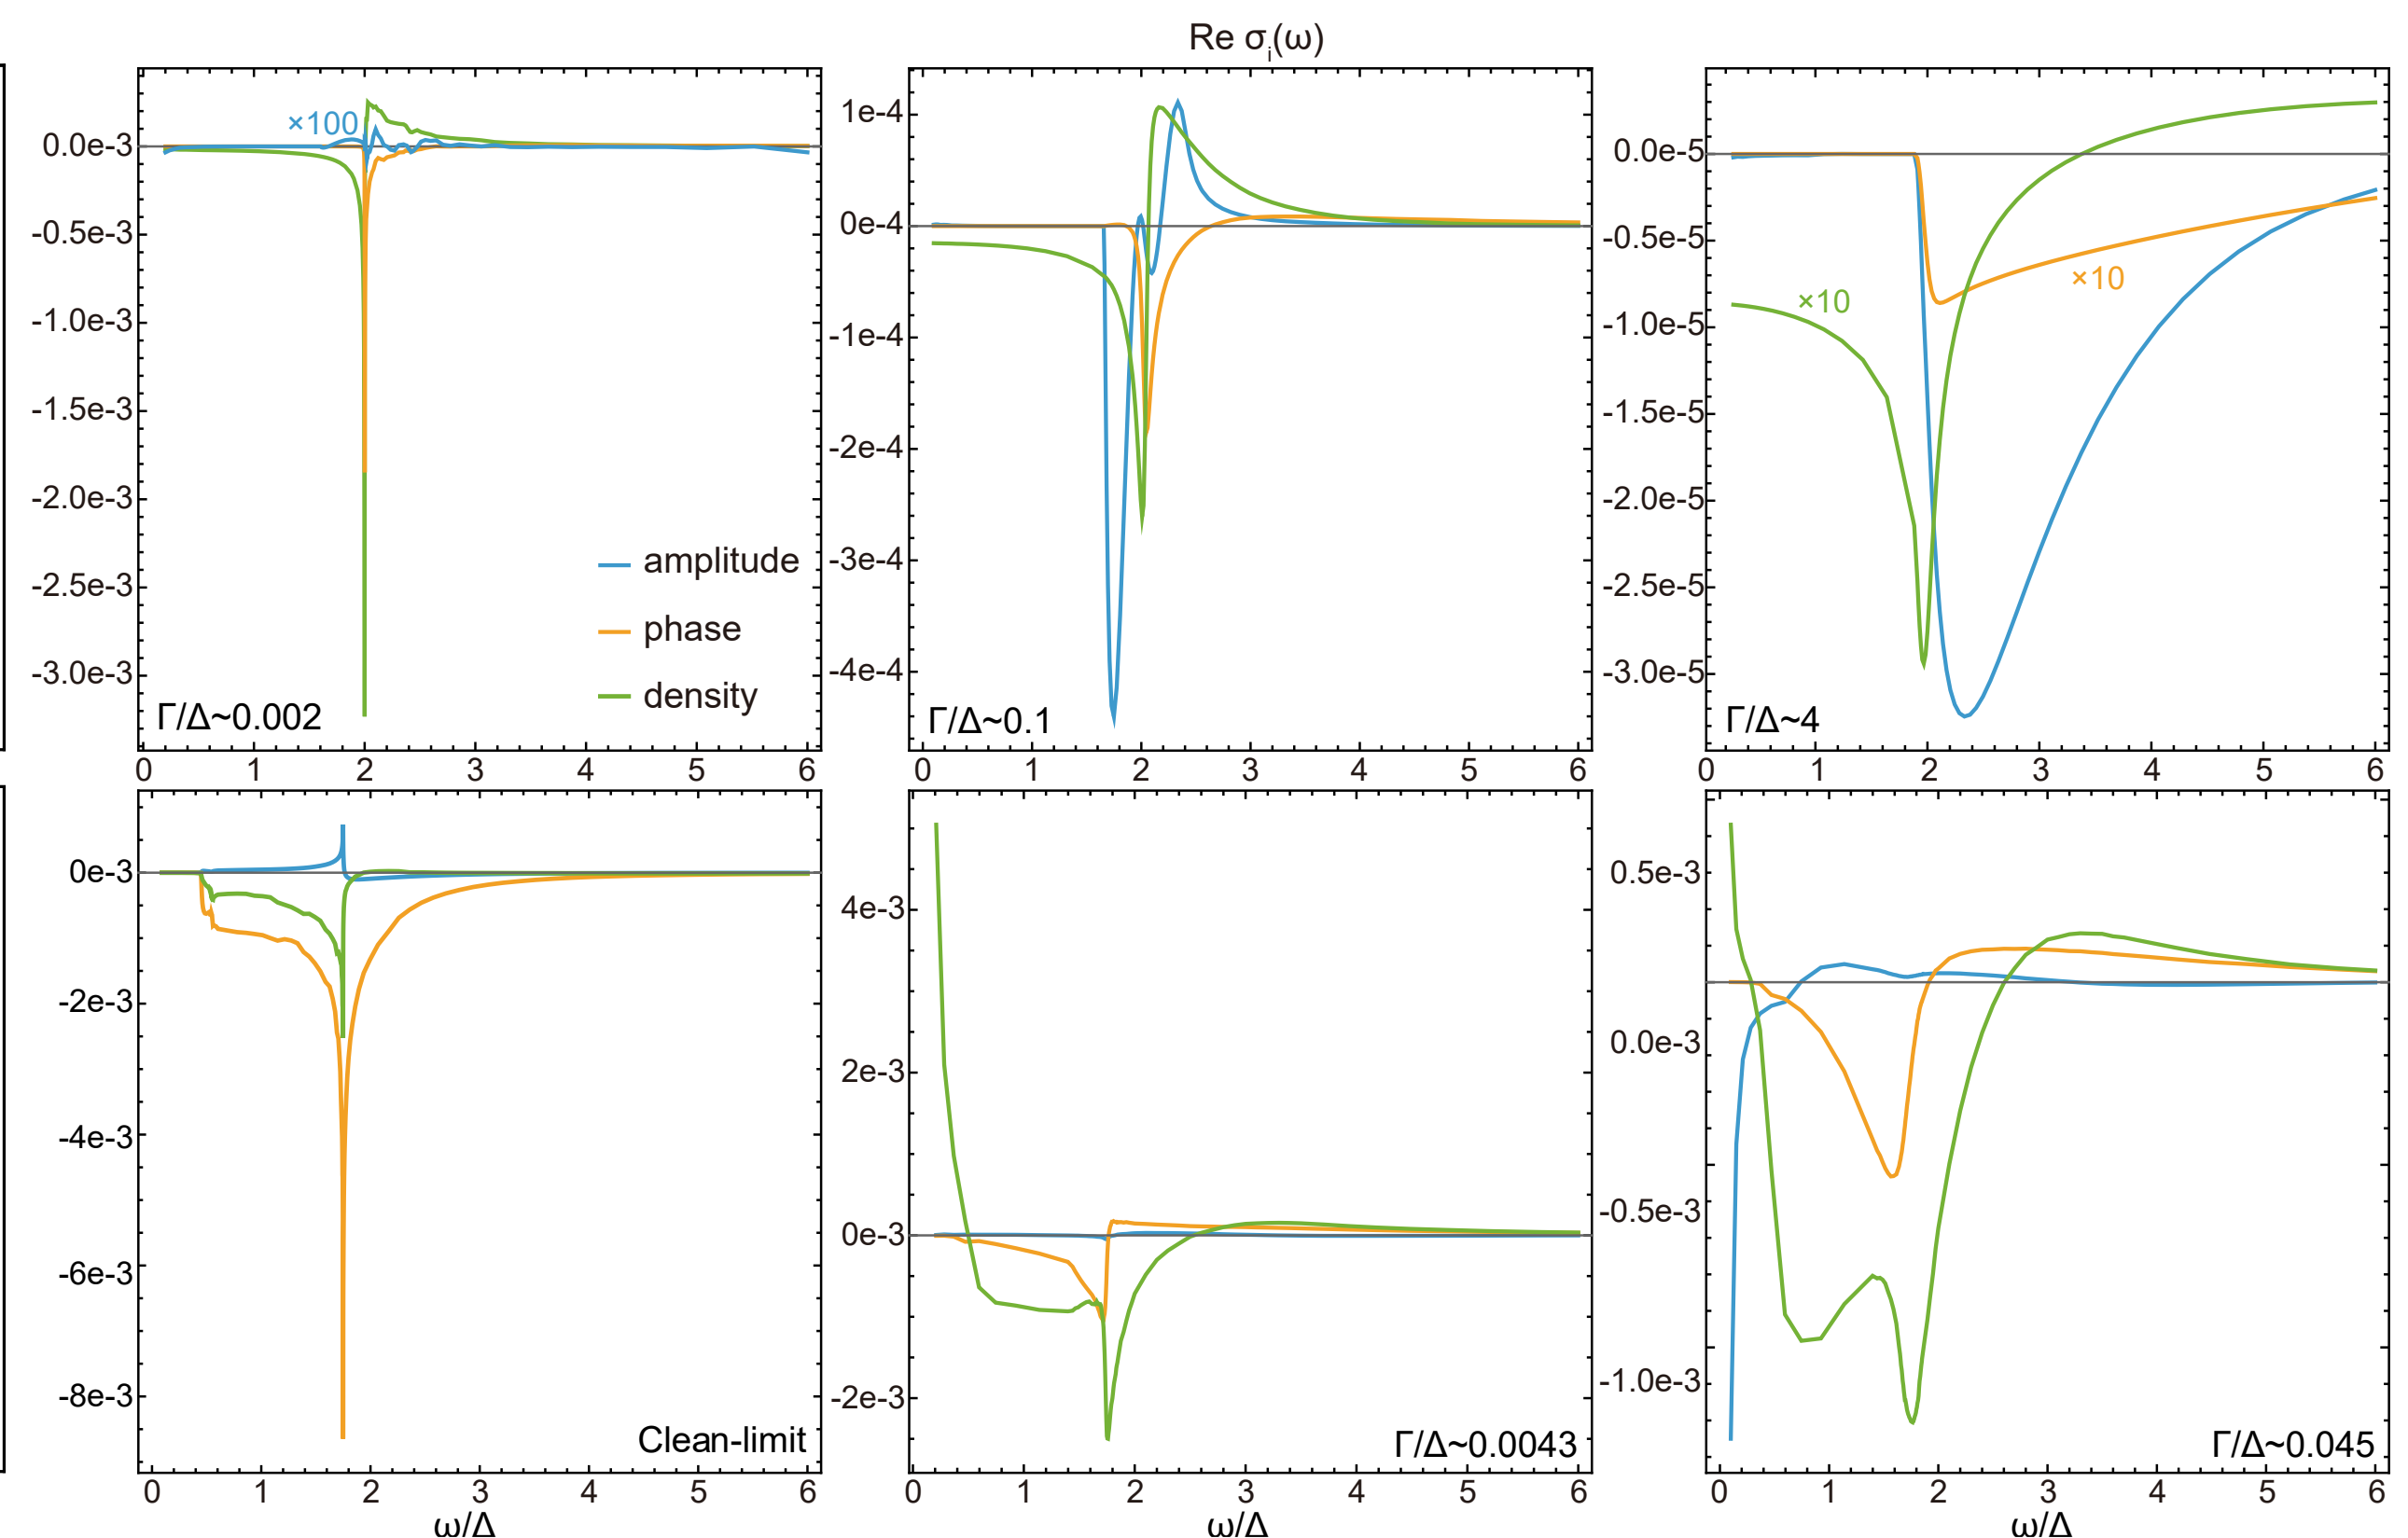 Re σi(ω)
×100
0.0e-3
-0.5e-3
-1.0e-3
-1.5e-3
-2.0e-3
-2.5e-3
-3.0e-3
amplitude
phase
density
Γ/Δ~0.002
0 1 2 3 4 5 6
1e-4
0e-4
-1e-4
-2e-4
-3e-4
-4e-4
Γ/Δ~0.1
0 1 2 3 4 5 6
0.0e-5
-0.5e-5
-1.0e-5
-1.5e-5
-2.0e-5
-2.5e-5
-3.0e-5
×10
×10
Γ/Δ~4
0 1 2 3 4 5 6
0e-3
-2e-3
-4e-3
-6e-3
-8e-3
Clean-limit
0 1 2 3 4 5 6
ω/Δ
4e-3
2e-3
0e-3
-2e-3
Γ/Δ~0.0043
0 1 2 3 4 5 6
ω/Δ
0.5e-3
0.0e-3
-0.5e-3
-1.0e-3
Γ/Δ~0.045
0 1 2 3 4 5 6
ω/Δ